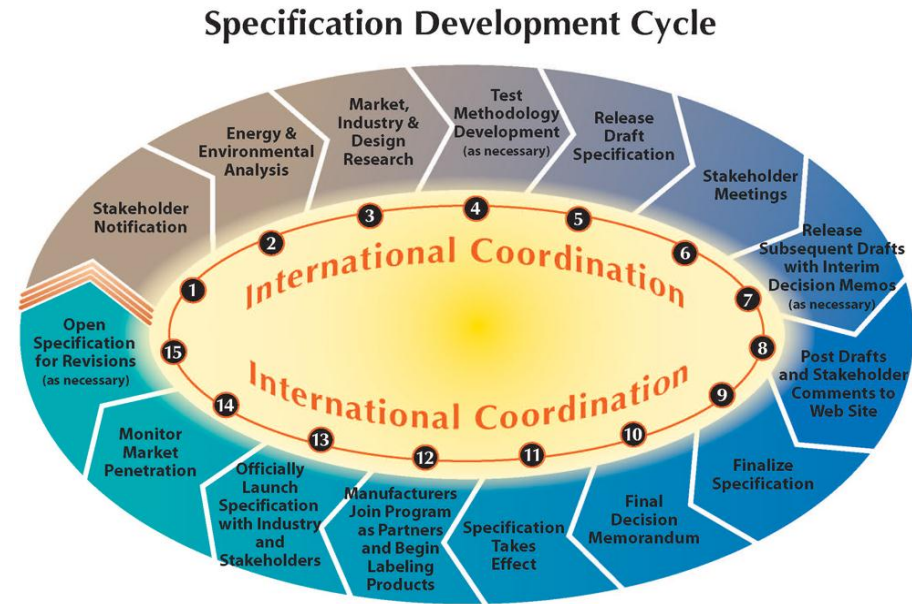 Specification Development Cycle
Stakeholder
Notification
1
Energy &
Environmental
Analysis
2
Market,
Industry &
Design
Research
3
Test
Methodology
Development
(as necessary)
4
Release
Draft
Specification
5
Stakeholder
Meetings
6
Release
Subsequent Drafts
with Interim
Decision Memos
(as necessary)
7
Post Drafts
and Stakeholder
Comments to
Web Site
8
Finalize
Specification
9
Final
Decision
Memorandum
10
Specification
Takes
Effect
11
Manufacturers
Join Program
as Partners
and Begin
Labeling
Products
12
Officially
Launch
Specification
with Industry
and
Stakeholders
13
Monitor
Market
Penetration
14
Open
Specification
for Revisions
(as necessary)
15
International Coordination
International Coordination